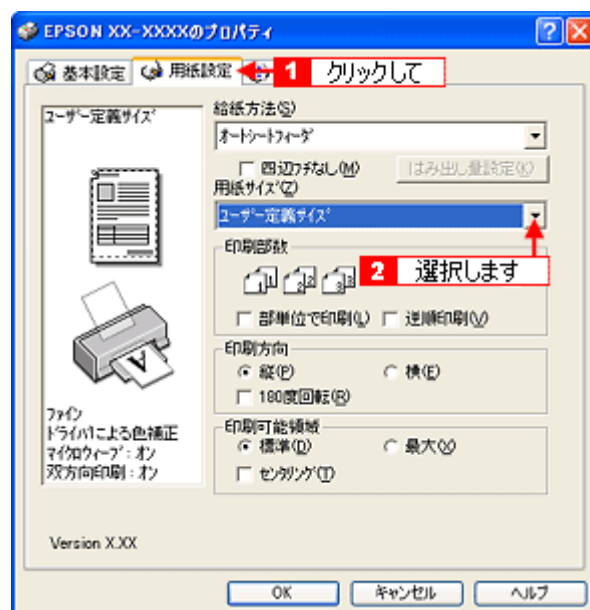 EPSON XX-XXXXのプロパティ
基本設定 用紙設定 1 クリックして
ユーザー定義サイズ
給紙方法(S)
オートシートフィーダ
四辺フチなし(M) はみ出し量設定(K)
用紙サイズ(Z)
ユーザー定義サイズ
印刷部数
2 選択します
部単位で印刷(L) 逆順印刷(V)
印刷方向
縦(P) 横(E)
180度回転(R)
印刷可能領域
標準(D) 最大(X)
センタリング(T)
ファイン
ドライバによる色補正
マイクロウィーブ:オン
双方向印刷:オン
Version X.XX
OK キャンセル ヘルプ